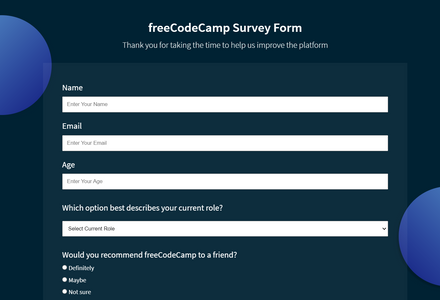 freeCodeCamp Survey Form
Thank you for taking the time to help us improve the platform
Name
Enter Your Name
Email
Enter Your Email
Age
Enter Your Age
Which option best describes your current role?
Select Current Role
Would you recommend freeCodeCamp to a friend?
Definitely
Maybe
Not sure